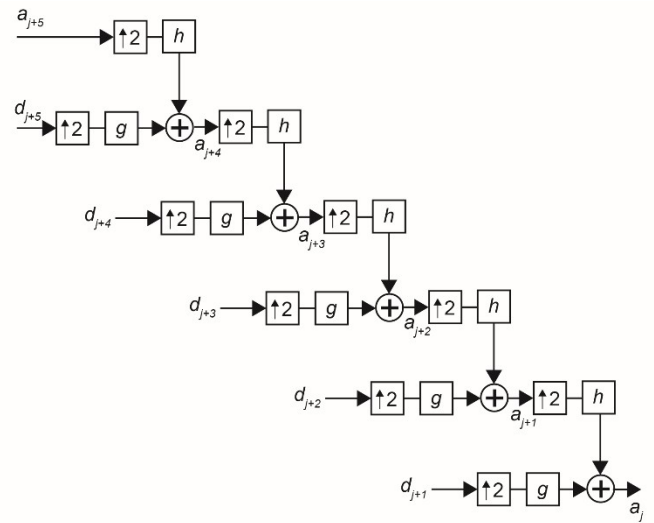 a_{j+5}
↑2 h
d_{j+5} ↑2 g + a_{j+4} ↑2 h
d_{j+4} ↑2 g + a_{j+3} ↑2 h
d_{j+3} ↑2 g + a_{j+2} ↑2 h
d_{j+2} ↑2 g + a_{j+1} ↑2 h
d_{j+1} ↑2 g + a_j